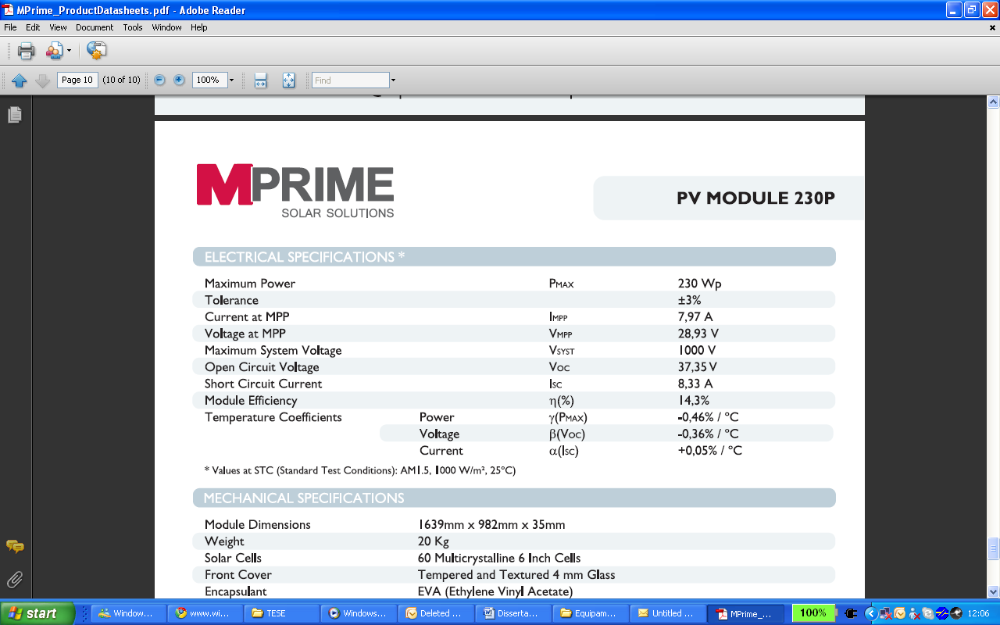 MPrime_ProductDatasheets.pdf - Adobe Reader
File Edit View Document Tools Window Help
Page 10 (10 of 10) 100% Find
MPRIME
SOLAR SOLUTIONS
PV MODULE 230P
ELECTRICAL SPECIFICATIONS *
Maximum Power PMAX 230 Wp
Tolerance ±3%
Current at MPP IMPP 7,97 A
Voltage at MPP VMPP 28,93 V
Maximum System Voltage VSYST 1000 V
Open Circuit Voltage VOC 37,35 V
Short Circuit Current ISC 8,33 A
Module Efficiency η(%) 14,3%
Temperature Coefficients Power γ(PMAX) -0,46% / °C
Voltage β(VOC) -0,36% / °C
Current α(ISC) +0,05% / °C
* Values at STC (Standard Test Conditions): AM1.5, 1000 W/m², 25°C)
MECHANICAL SPECIFICATIONS
Module Dimensions 1639mm x 982mm x 35mm
Weight 20 Kg
Solar Cells 60 Multicrystalline 6 Inch Cells
Front Cover Tempered and Textured 4 mm Glass
Encapsulant EVA (Ethylene Vinyl Acetate)
start Window... www.wi... TESE Windows... Deleted ... Disserta... Equipam... Untitled ... MPrime_... 100% 12:06